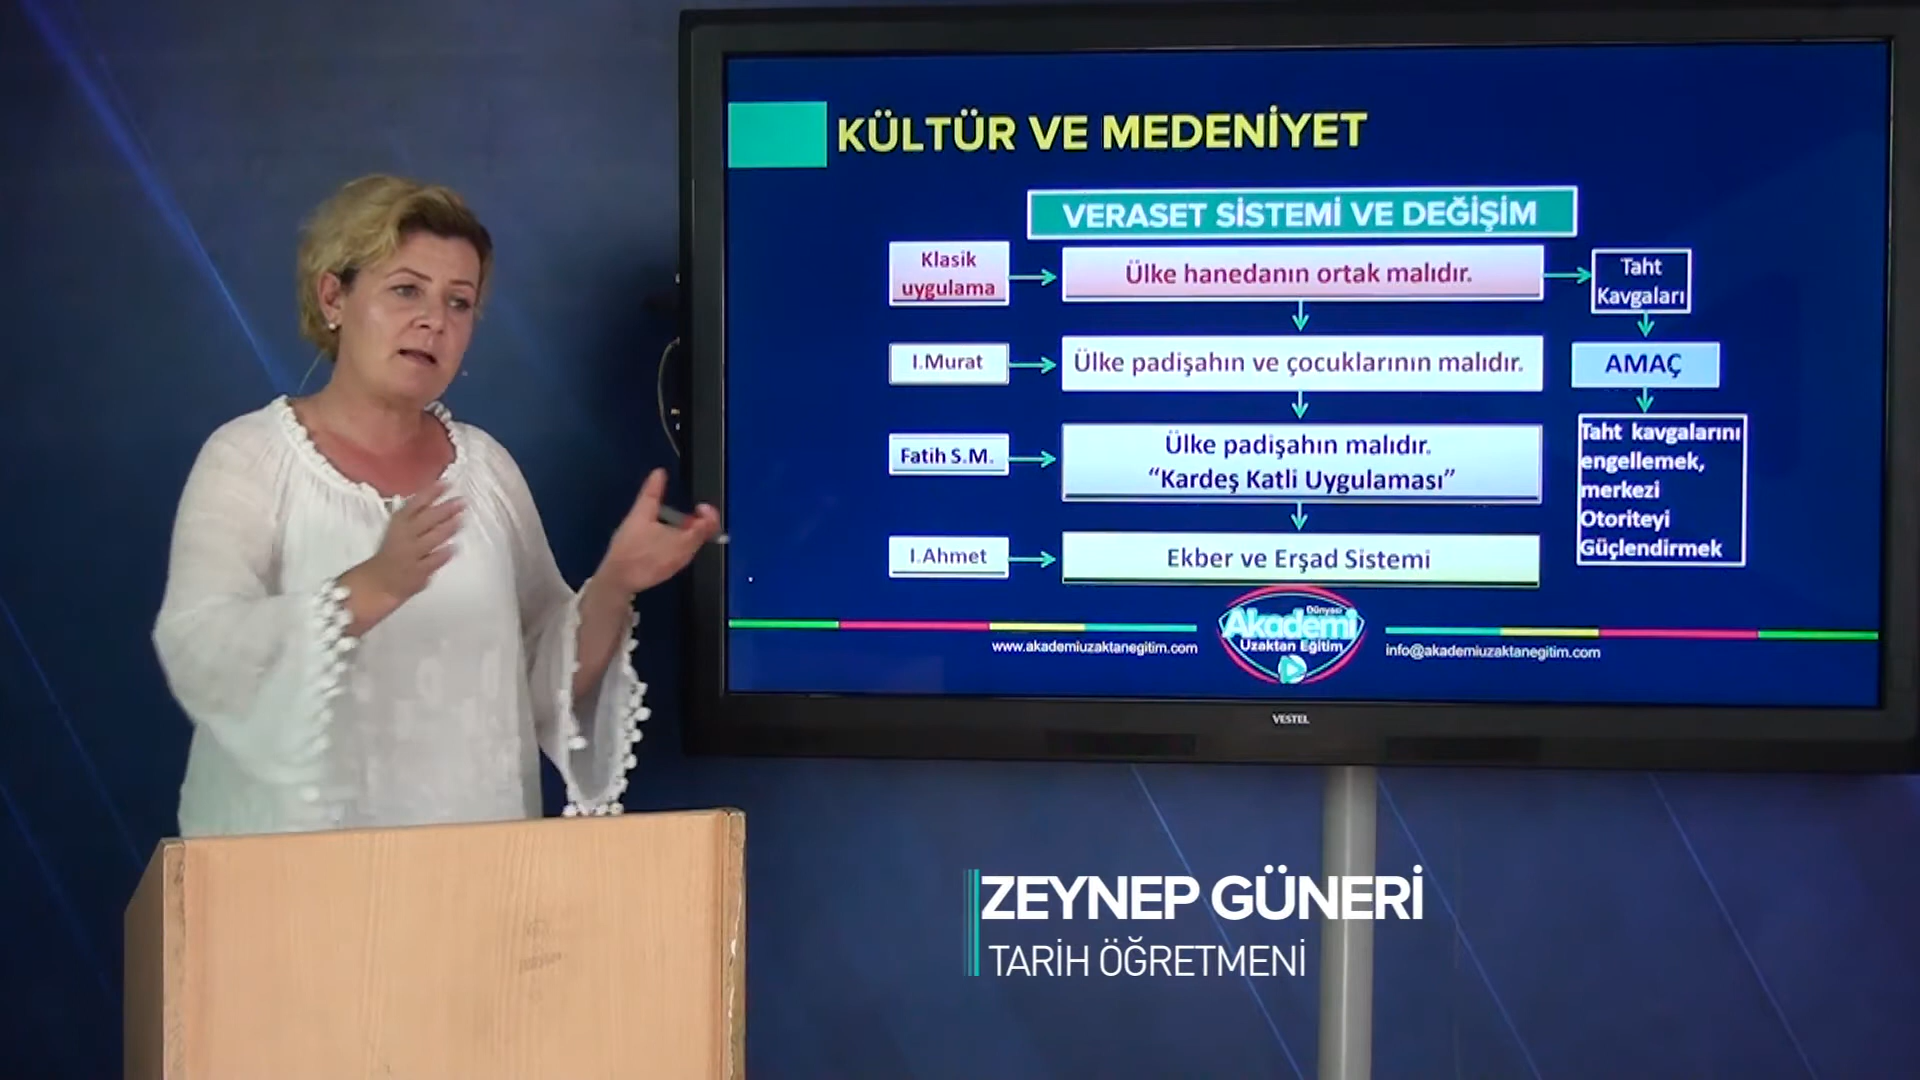 KÜLTÜR VE MEDENİYET
VERASET SİSTEMİ VE DEĞİŞİM
Klasik
uygulama
Ülke hanedanın ortak malıdır.
Taht
Kavgaları
I.Murat
Ülke padişahın ve çocuklarının malıdır.
AMAÇ
Fatih S.M.
Ülke padişahın malıdır.
“Kardeş Katli Uygulaması”
Taht kavgalarını
engellemek,
merkezi
Otoriteyi
Güçlendirmek
I.Ahmet
Ekber ve Erşad Sistemi
www.akademiuzaktanegitim.com
Dünyası
Akademi
Uzaktan Eğitim
info@akademiuzaktanegitim.com
VESTEL
ZEYNEP GÜNERİ
TARİH ÖĞRETMENİ